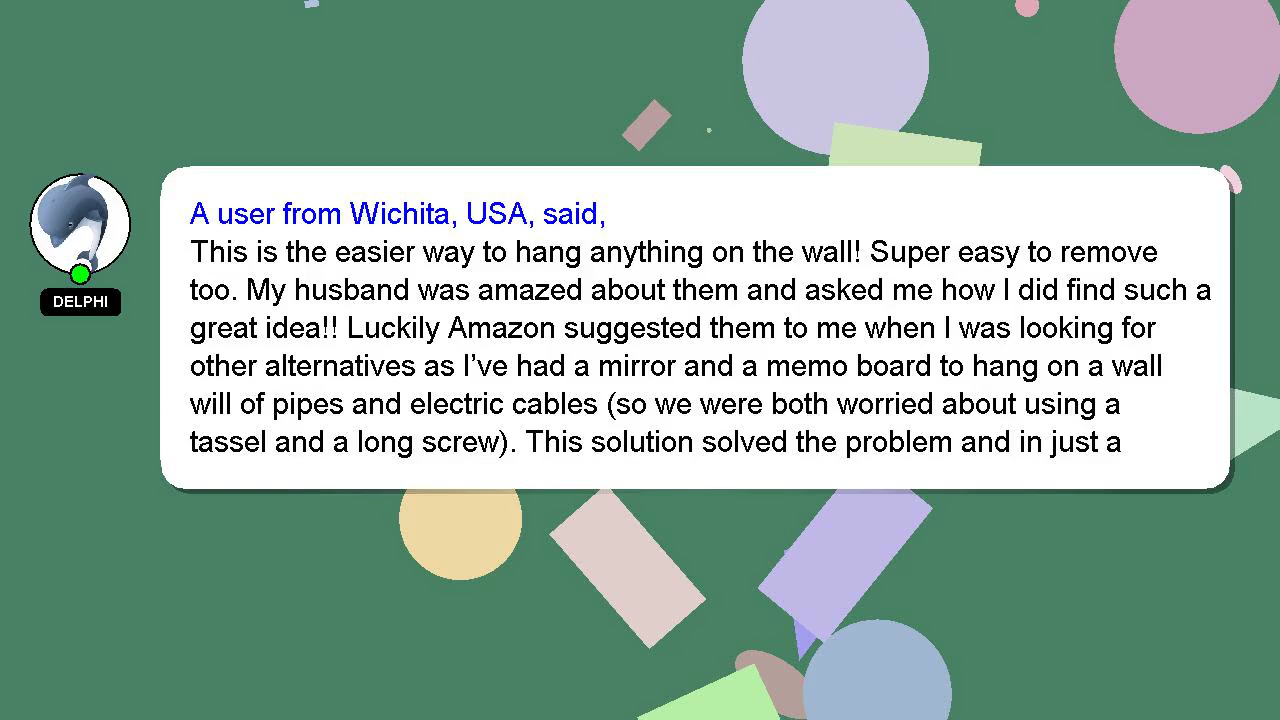 A user from Wichita, USA, said,
This is the easier way to hang anything on the wall! Super easy to remove
too. My husband was amazed about them and asked me how I did find such a
great idea!! Luckily Amazon suggested them to me when I was looking for
other alternatives as I’ve had a mirror and a memo board to hang on a wall
will of pipes and electric cables (so we were both worried about using a
tassel and a long screw). This solution solved the problem and in just a
DELPHI